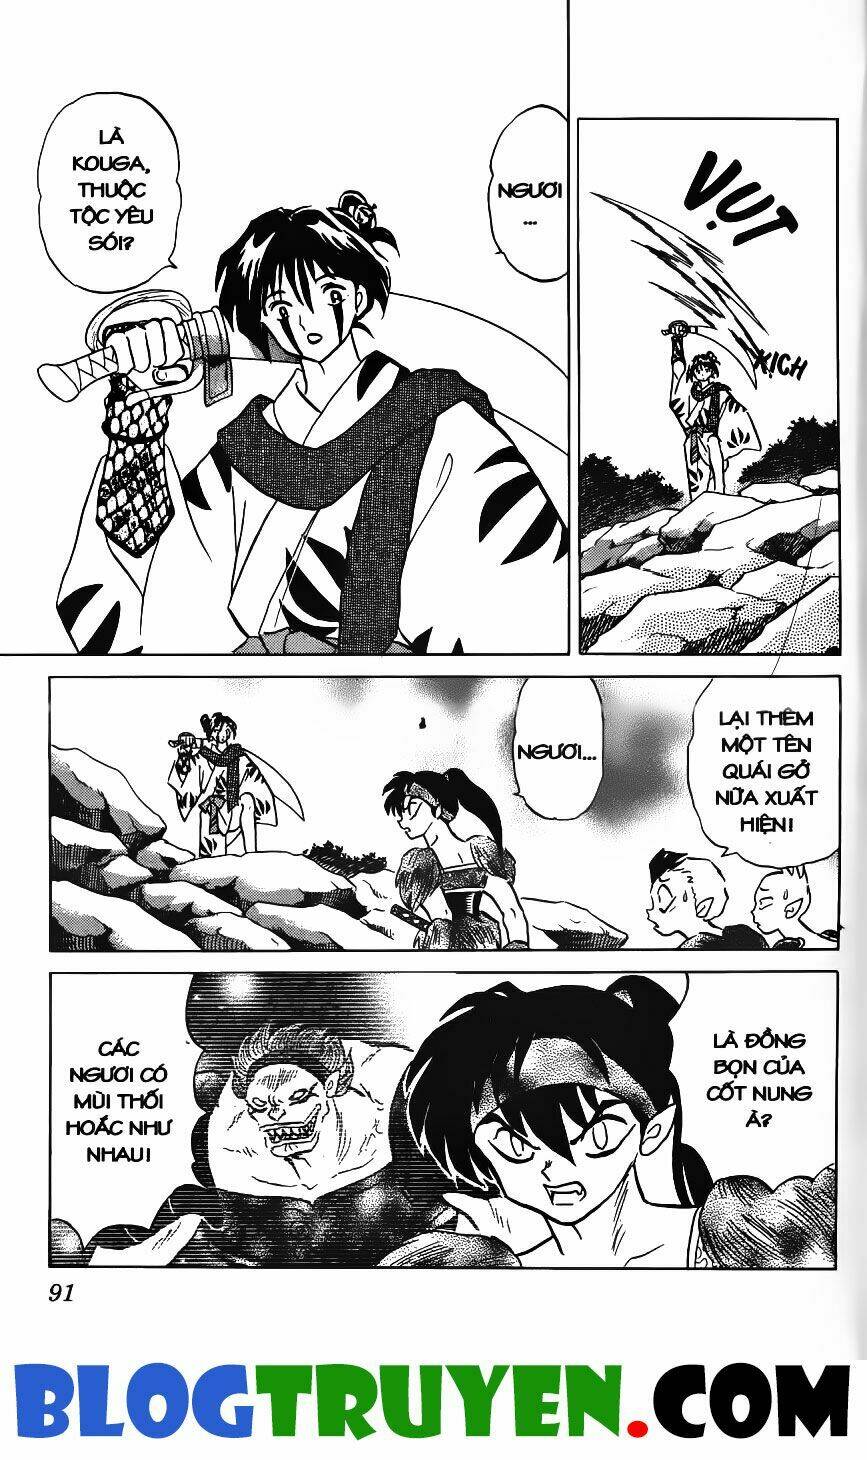 VỤT
KỊCH
NGƯƠI
...
LÀ
KOUGA,
THUỘC
TỘC YÊU
SÓI?
LẠI THÊM
MỘT TÊN
QUÁI GỞ
NỮA XUẤT
HIỆN!
NGƯƠI...
LÀ ĐỒNG
BỌN CỦA
CỐT NUNG
À?
CÁC
NGƯƠI CÓ
MÙI THỐI
HOẮC NHƯ
NHAU!
91
BLOGTRUYEN.COM